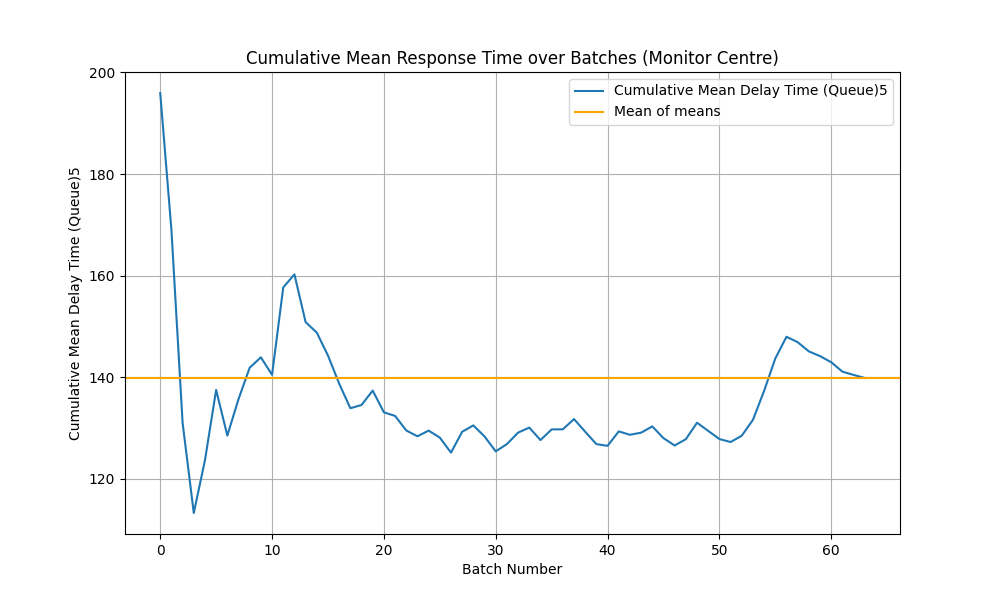 Cumulative Mean Response Time over Batches (Monitor Centre)
Cumulative Mean Delay Time (Queue)5
Mean of means
Cumulative Mean Delay Time (Queue)5
200
180
160
140
120
0 10 20 30 40 50 60
Batch Number